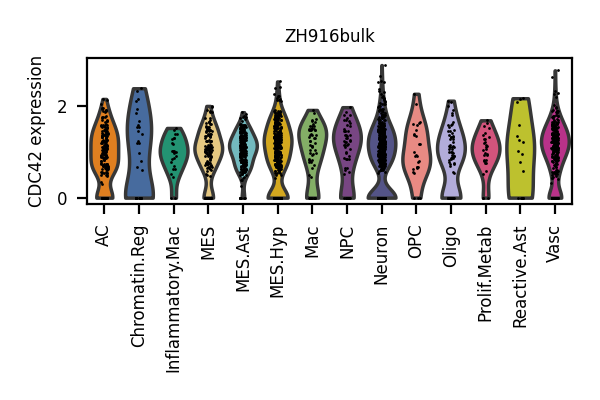 ZH916bulk
CDC42 expression
2
0
AC
Chromatin.Reg
Inflammatory.Mac
MES
MES.Ast
MES.Hyp
Mac
NPC
Neuron
OPC
Oligo
Prolif.Metab
Reactive.Ast
Vasc